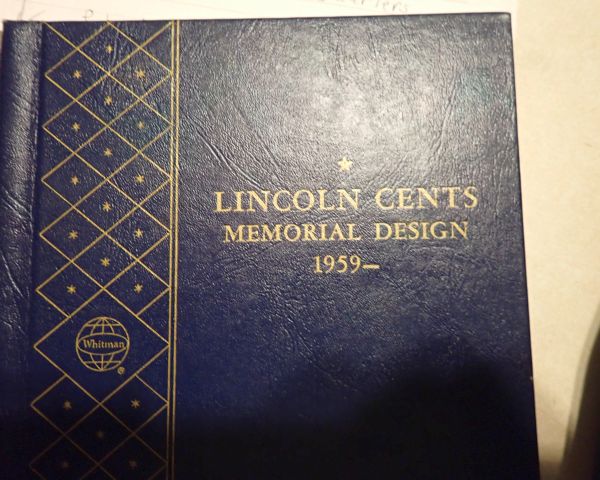 LINCOLN CENTS
MEMORIAL DESIGN
1959—
Whitman
®